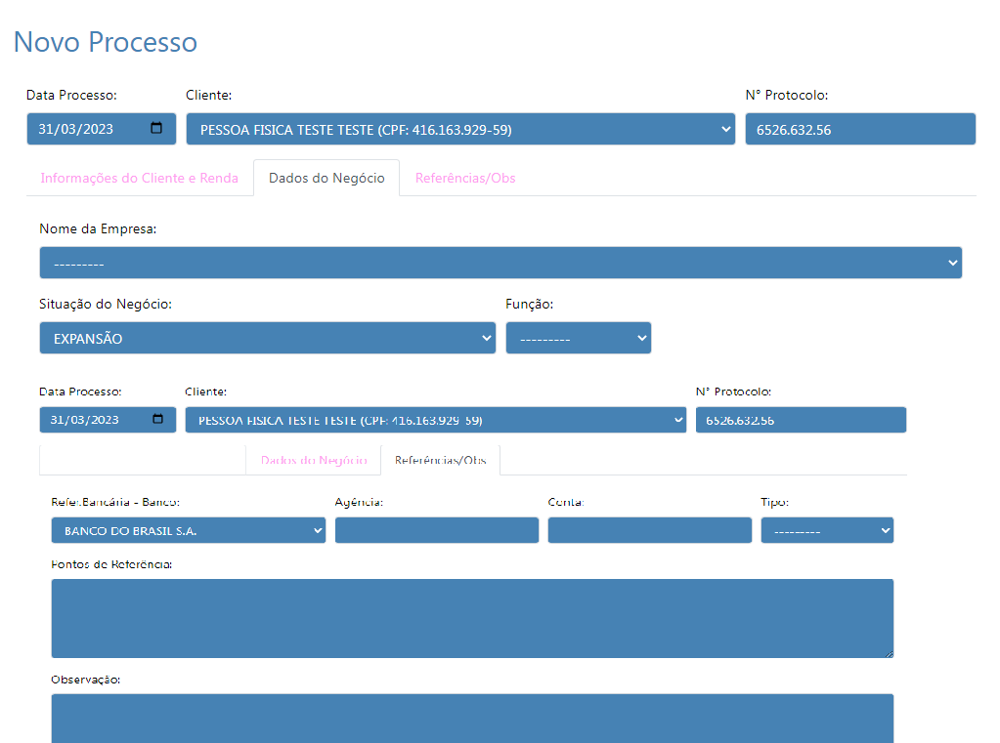 Novo Processo
Data Processo: Cliente: N° Protocolo:
31/03/2023 PESSOA FISICA TESTE TESTE (CPF: 416.163.929-59) 6526.632.56
Informações do Cliente e Renda Dados do Negócio Referências/Obs
Nome da Empresa:
---------
Situação do Negócio: Função:
EXPANSÃO ---------
Data Processo: Cliente: N° Protocolo:
31/03/2023 PESSOA FISICA TESTE TESTE (CPF: 416.163.929-59) 6526.632.56
Dados do Negócio Referências/Obs
Refer.Bancária - Banco: Agência: Conta: Tipo:
BANCO DO BRASIL S.A. ---------
Pontos de Referência:
Observação: